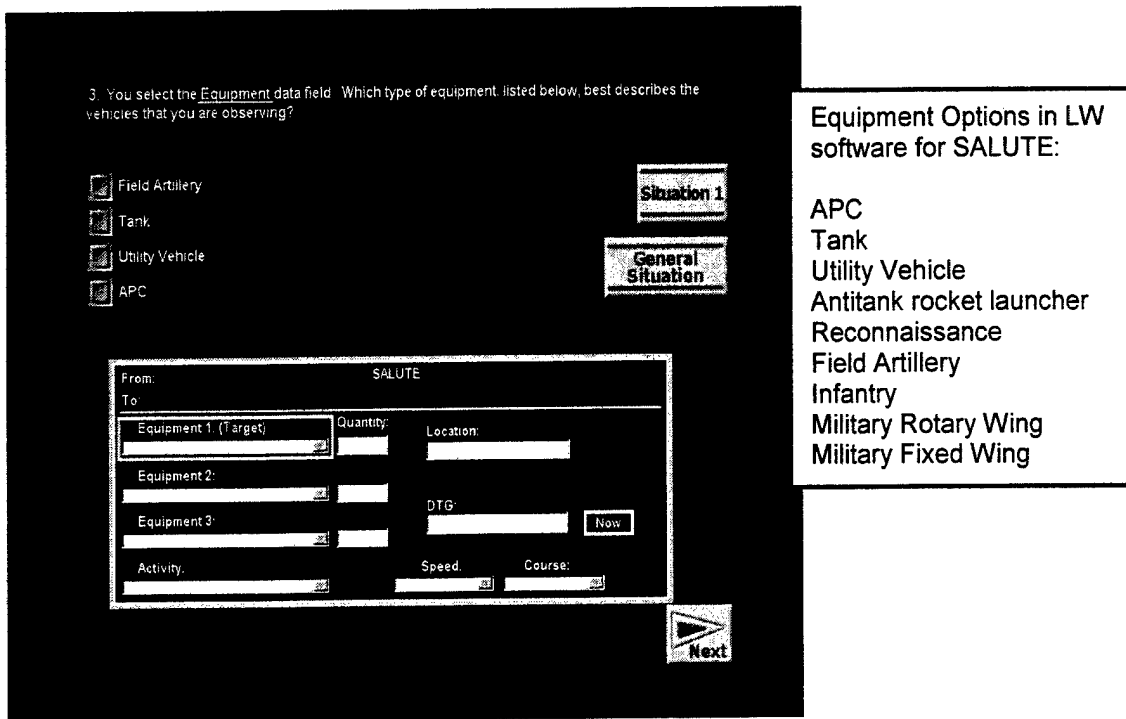 3. You select the Equipment data field. Which type of equipment, listed below, best describes the
vehicles that you are observing?
Field Artillery
Tank
Utility Vehicle
APC
Situation 1
General
Situation
From:
SALUTE
To:
Equipment 1. (Target)
Quantity:
Location:
Equipment 2:
Equipment 3:
DTG:
Now
Activity.
Speed.
Course:
Next
Equipment Options in LW
software for SALUTE:
APC
Tank
Utility Vehicle
Antitank rocket launcher
Reconnaissance
Field Artillery
Infantry
Military Rotary Wing
Military Fixed Wing